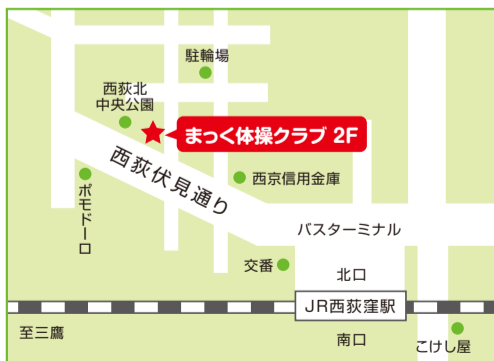 駐輪場
西荻北
中央公園
まっく体操クラブ 2F
西荻伏見通り
西京信用金庫
ポモドーロ
バスターミナル
交番
北口
JR西荻窪駅
至三鷹
南口
こけし屋